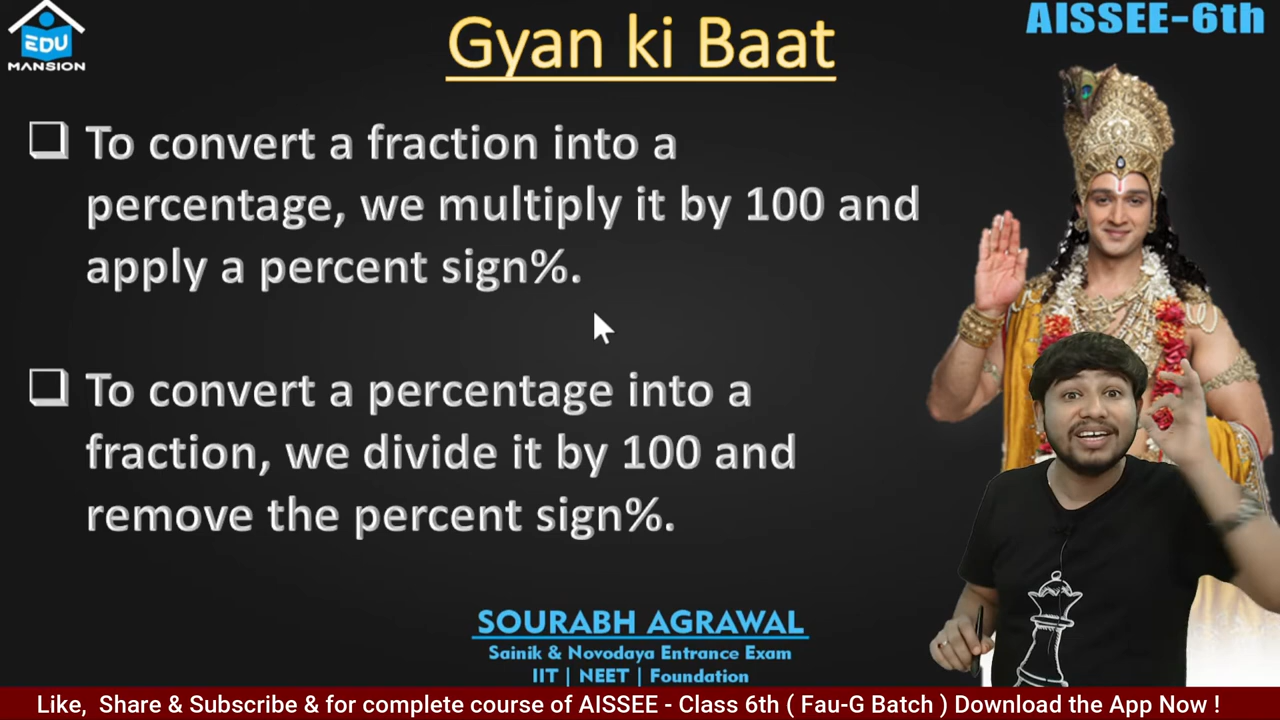 EDU
MANSION
Gyan ki Baat
AISSEE-6th
❑ To convert a fraction into a
percentage, we multiply it by 100 and
apply a percent sign%.
❑ To convert a percentage into a
fraction, we divide it by 100 and
remove the percent sign%.
SOURABH AGRAWAL
Sainik & Novodaya Entrance Exam
IIT | NEET | Foundation
Like, Share & Subscribe & for complete course of AISSEE - Class 6th ( Fau-G Batch ) Download the App Now !